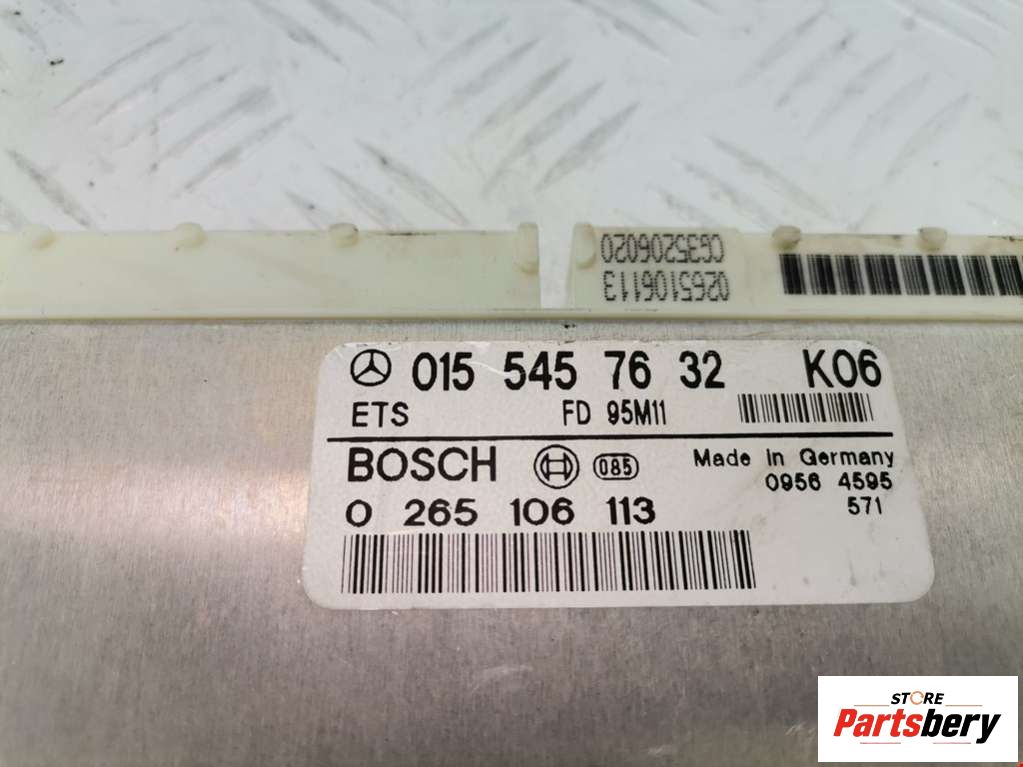 CG35206020
0265106113
015 545 76 32 K06
ETS FD 95M11
BOSCH 085 Made in Germany
0956 4595
0 265 106 113 571
STORE
Partsbery